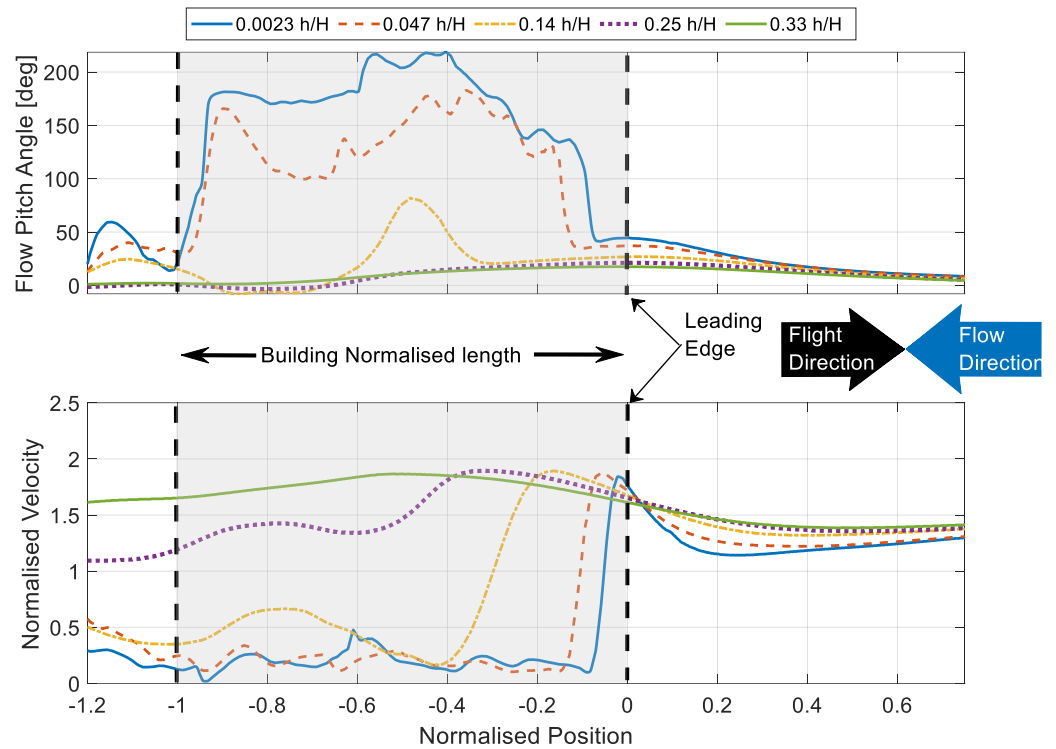 0.0023 h/H 0.047 h/H 0.14 h/H 0.25 h/H 0.33 h/H
Flow Pitch Angle [deg]
200
150
100
50
0
Building Normalised length
Leading
Edge
Flight
Direction
Flow
Direction
Normalised Velocity
2.5
2
1.5
1
0.5
0
-1.2 -1 -0.8 -0.6 -0.4 -0.2 0 0.2 0.4 0.6
Normalised Position